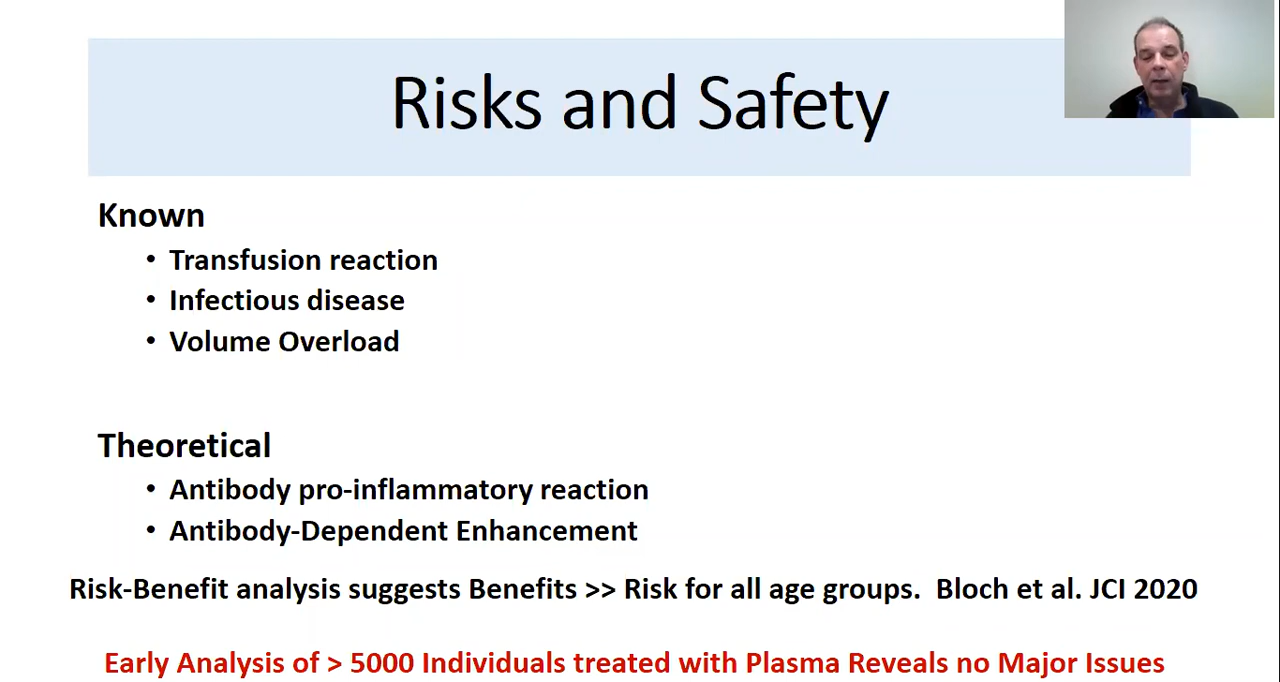 Risks and Safety
Known
• Transfusion reaction
• Infectious disease
• Volume Overload
Theoretical
• Antibody pro-inflammatory reaction
• Antibody-Dependent Enhancement
Risk-Benefit analysis suggests Benefits >> Risk for all age groups. Bloch et al. JCI 2020
Early Analysis of > 5000 Individuals treated with Plasma Reveals no Major Issues